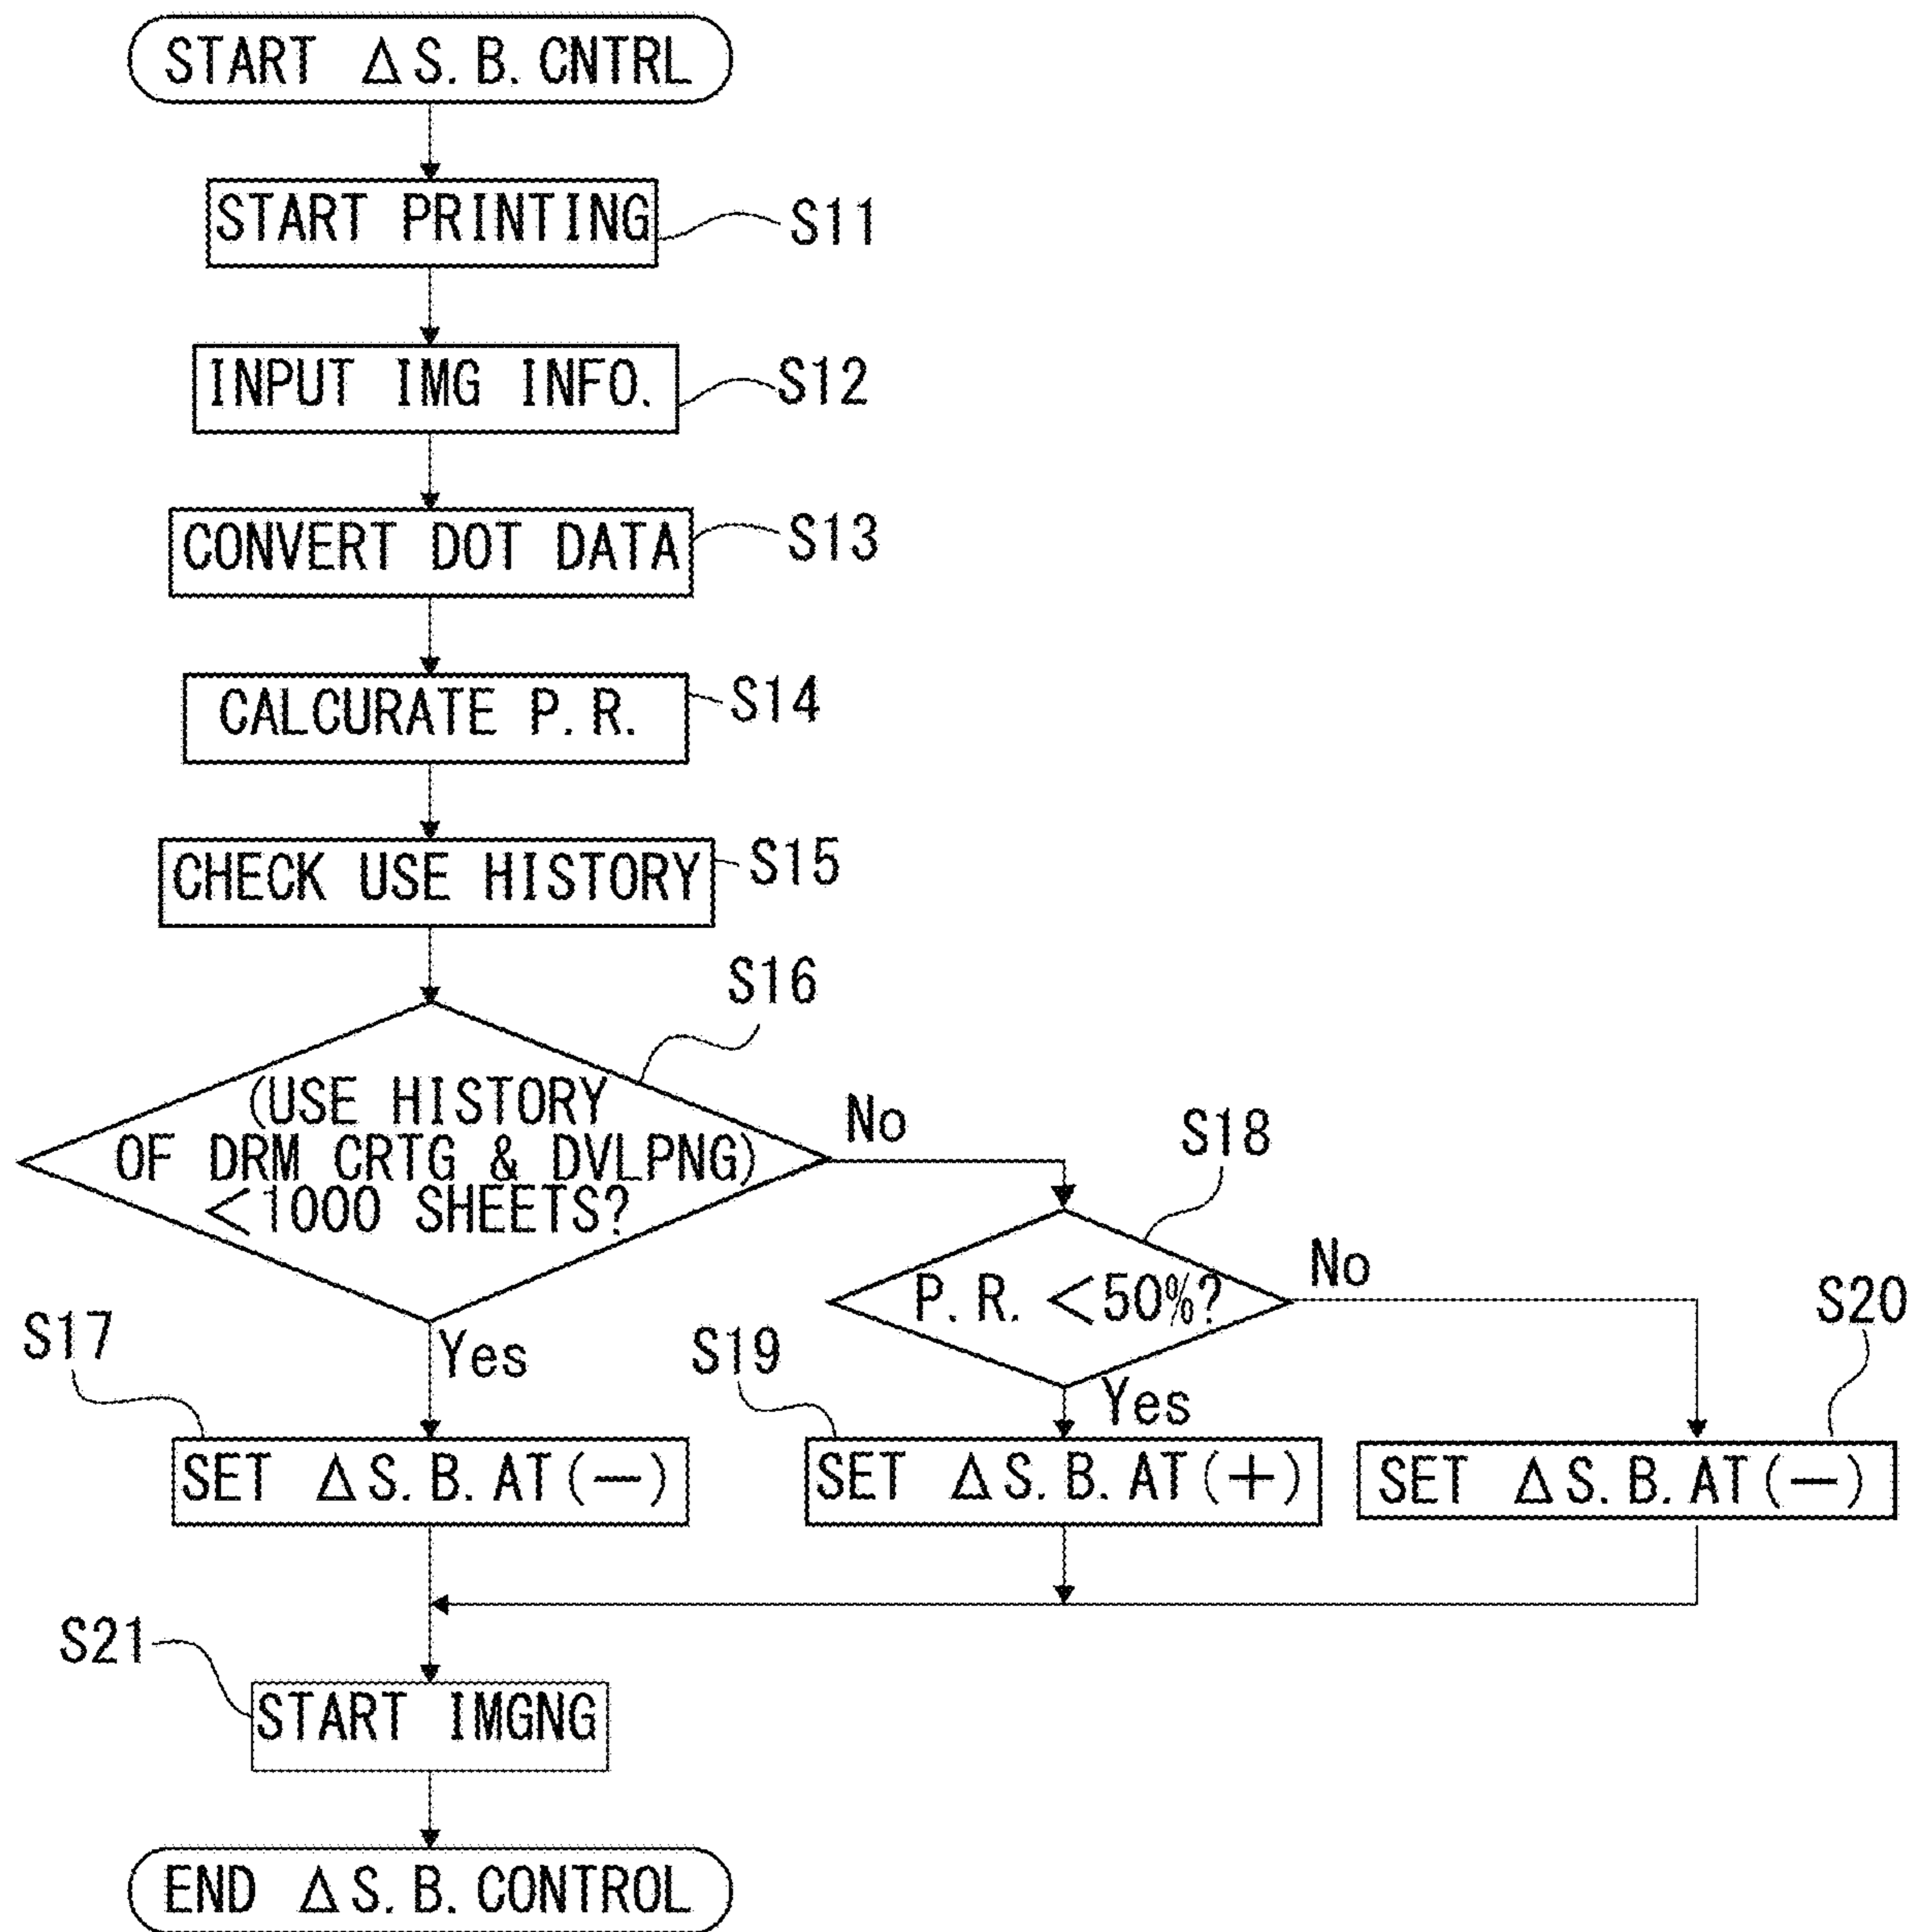 START ΔS.B.CNTRL
START PRINTING
S11
INPUT IMG INFO.
S12
CONVERT DOT DATA
S13
CALCURATE P.R.
S14
CHECK USE HISTORY
S15
S16
(USE HISTORY
OF DRM CRTG & DVLPNG)
<1000 SHEETS?
No
Yes
S18
P.R.<50%?
No
Yes
S17
SET ΔS.B.AT(-)
S19
SET ΔS.B.AT(+)
S20
SET ΔS.B.AT(-)
S21
START IMGNG
END ΔS.B.CONTROL